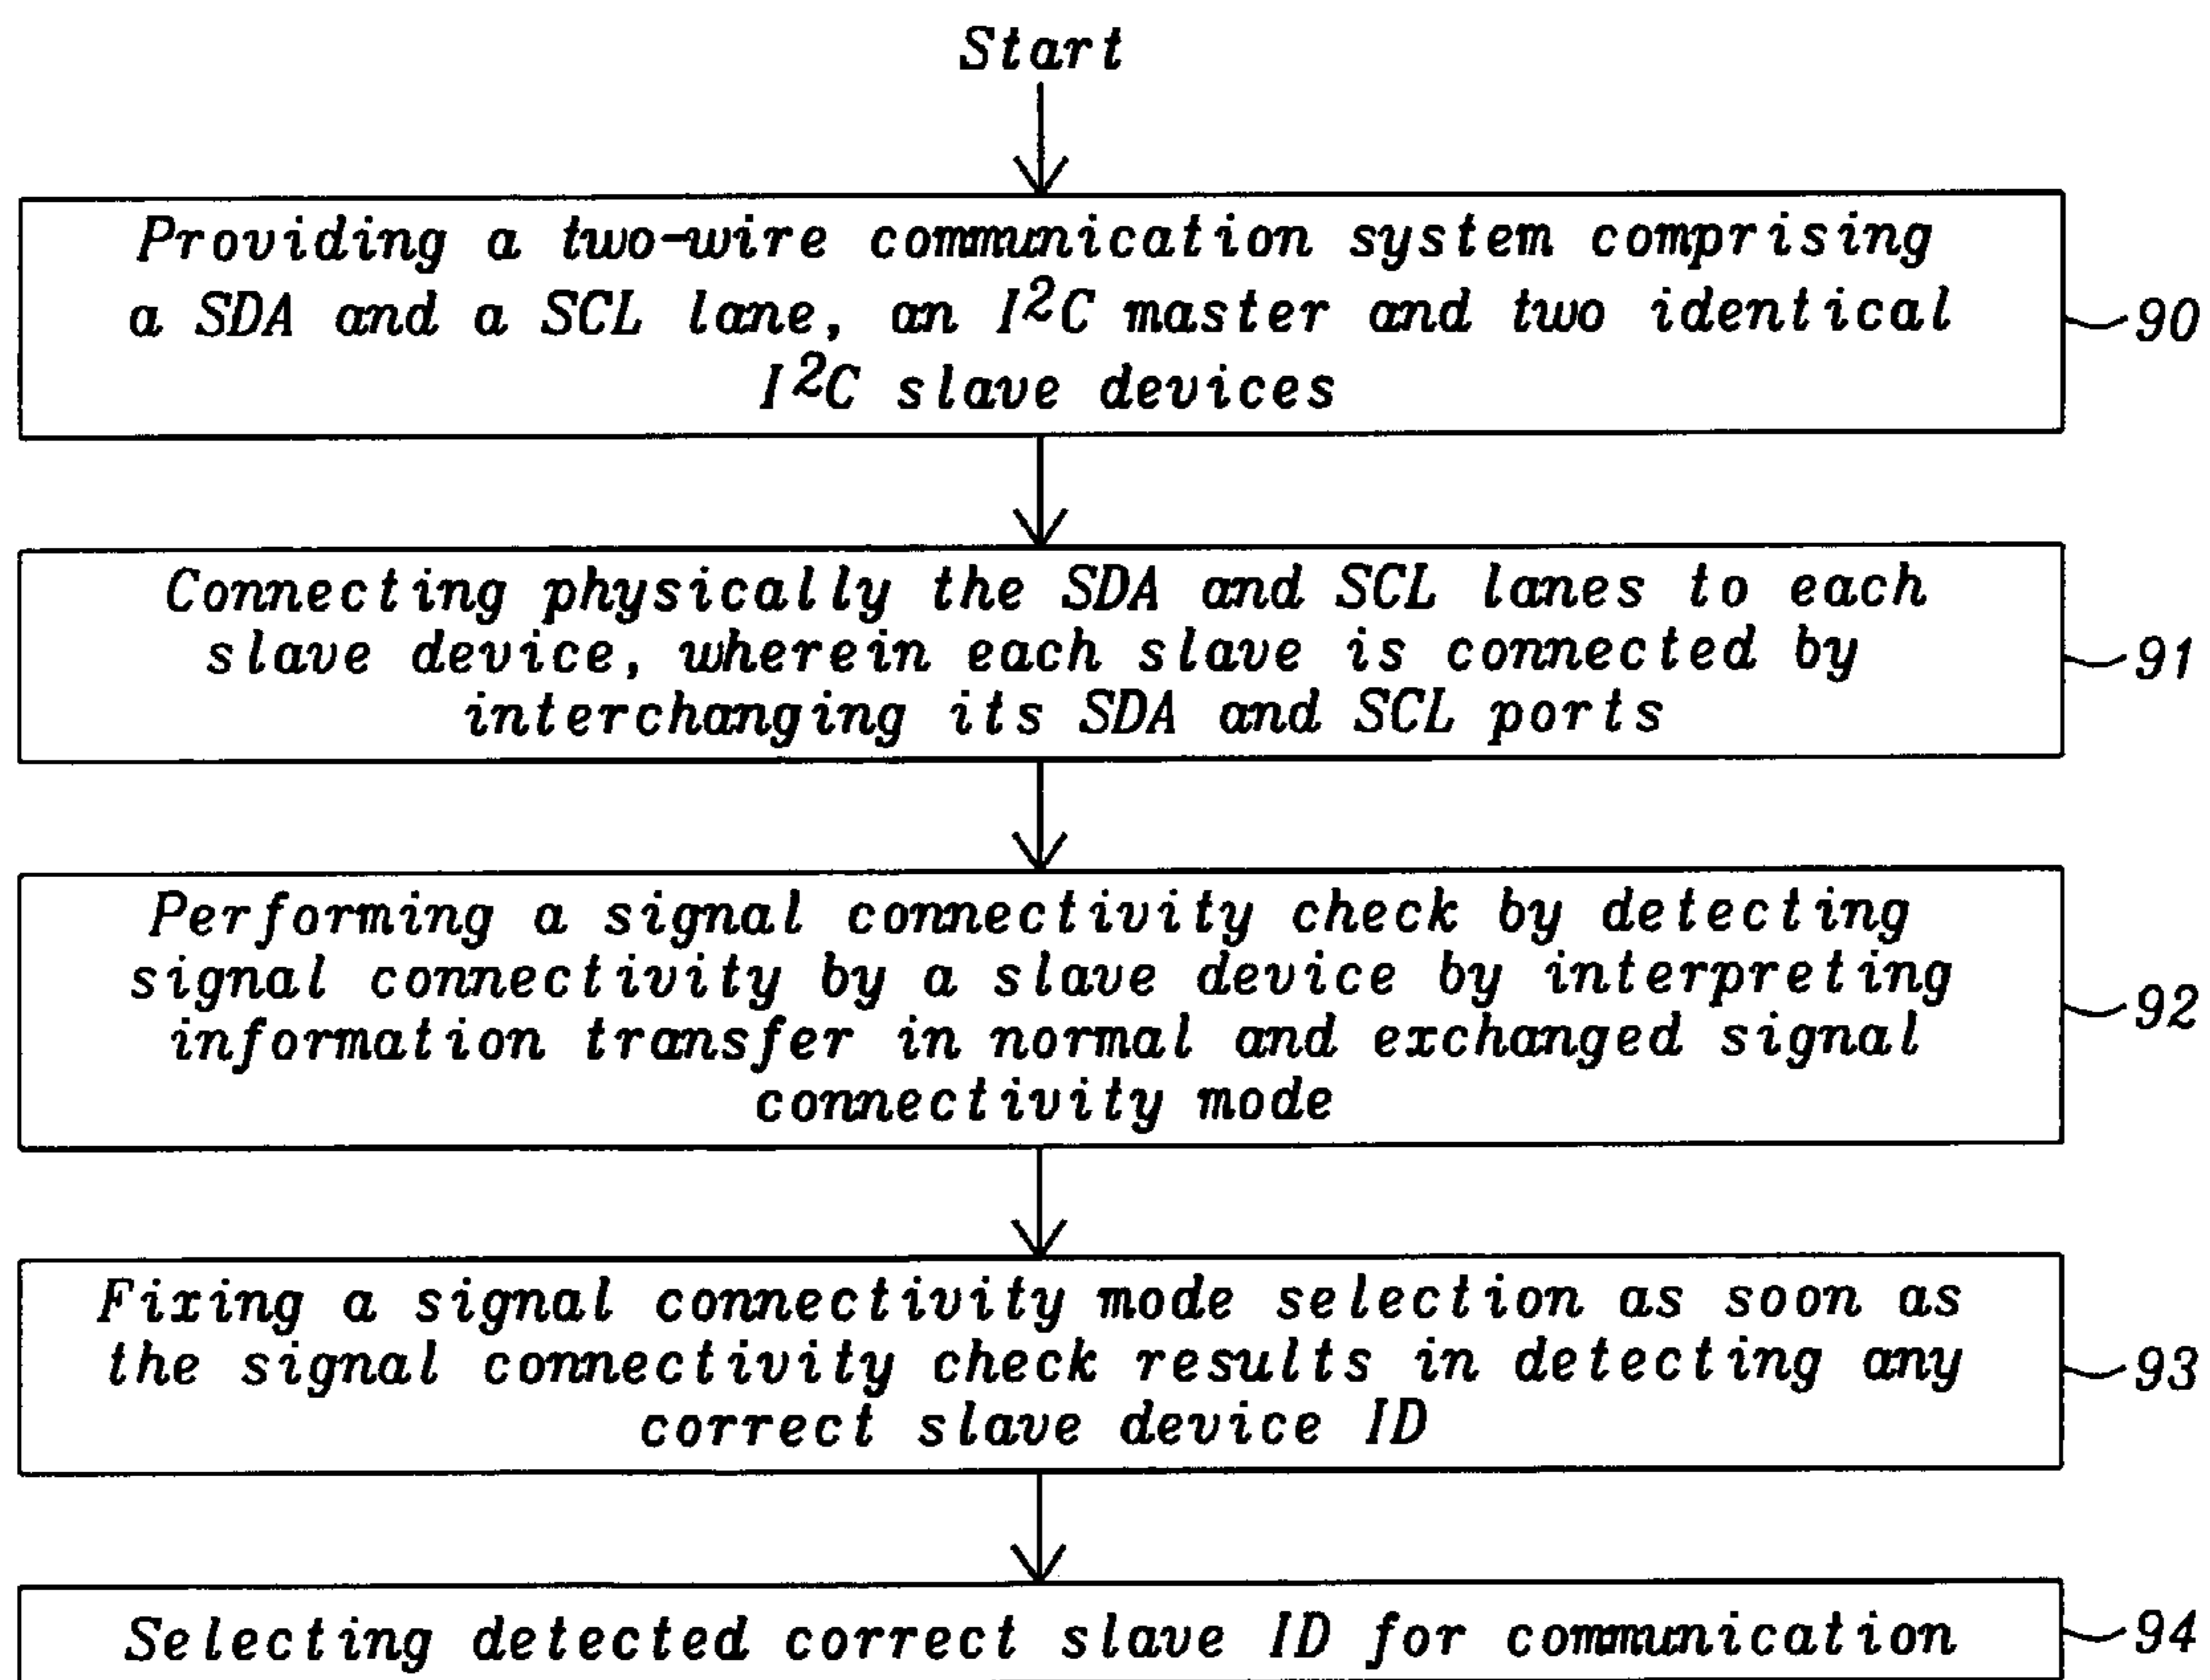 Start
Providing a two-wire communication system comprising
a SDA and a SCL lane, an I²C master and two identical
I²C slave devices
90
Connecting physically the SDA and SCL lanes to each
slave device, wherein each slave is connected by
interchanging its SDA and SCL ports
91
Performing a signal connectivity check by detecting
signal connectivity by a slave device by interpreting
information transfer in normal and exchanged signal
connectivity mode
92
Fixing a signal connectivity mode selection as soon as
the signal connectivity check results in detecting any
correct slave device ID
93
Selecting detected correct slave ID for communication
94